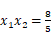 x₁x₂ = 8/5